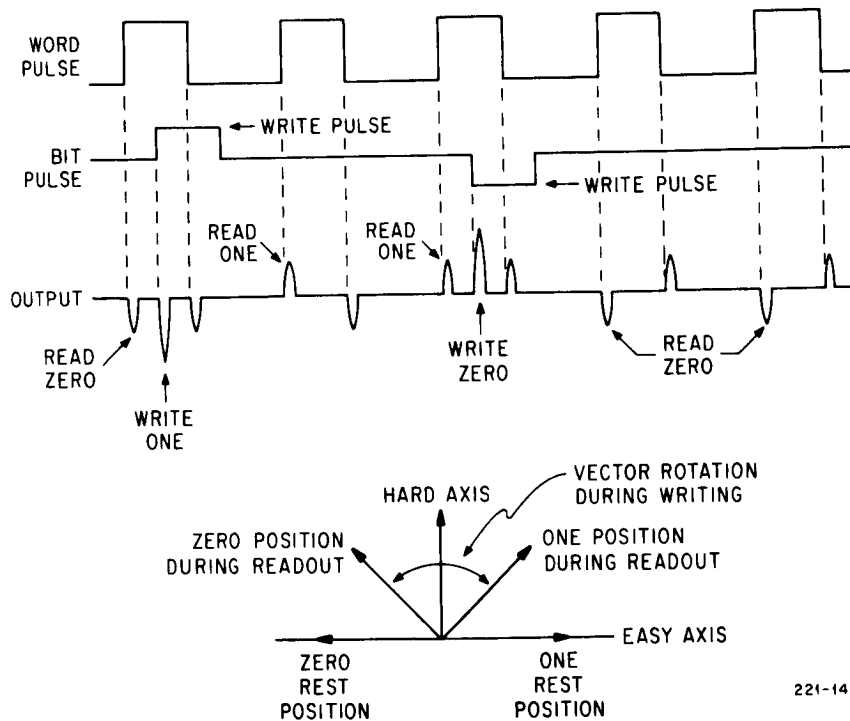 WORD
PULSE
BIT
PULSE
WRITE PULSE
WRITE PULSE
READ
ONE
READ
ONE
OUTPUT
READ
ZERO
WRITE
ONE
WRITE
ZERO
READ
ZERO
VECTOR ROTATION
DURING WRITING
HARD AXIS
ZERO POSITION
DURING READOUT
ONE POSITION
DURING READOUT
EASY AXIS
ZERO
REST
POSITION
ONE
REST
POSITION
221-14